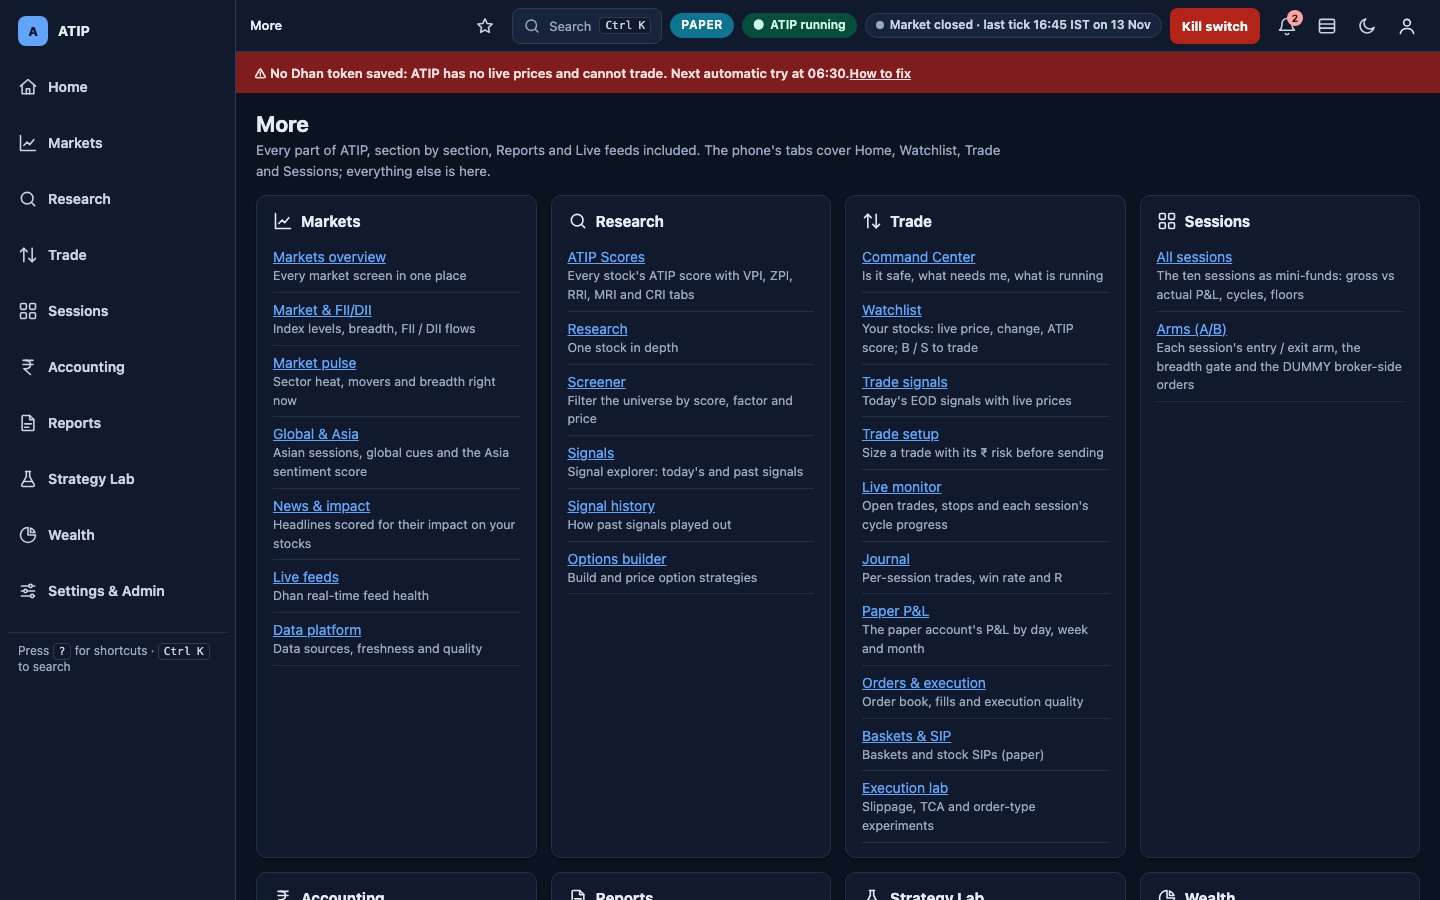 A ATIP
Home
Markets
Research
Trade
Sessions
Accounting
Reports
Strategy Lab
Wealth
Settings & Admin
Press ? for shortcuts · Ctrl K
to search
More
Search Ctrl K
PAPER
ATIP running
Market closed · last tick 16:45 IST on 13 Nov
Kill switch
2
No Dhan token saved: ATIP has no live prices and cannot trade. Next automatic try at 06:30.How to fix
More
Every part of ATIP, section by section, Reports and Live feeds included. The phone's tabs cover Home, Watchlist, Trade
and Sessions; everything else is here.
Markets
Markets overview
Every market screen in one place
Market & FII/DII
Index levels, breadth, FII / DII flows
Market pulse
Sector heat, movers and breadth right
now
Global & Asia
Asian sessions, global cues and the Asia
sentiment score
News & impact
Headlines scored for their impact on your
stocks
Live feeds
Dhan real-time feed health
Data platform
Data sources, freshness and quality
Research
ATIP Scores
Every stock's ATIP score with VPI, ZPI,
RRI, MRI and CRI tabs
Research
One stock in depth
Screener
Filter the universe by score, factor and
price
Signals
Signal explorer: today's and past signals
Signal history
How past signals played out
Options builder
Build and price option strategies
Trade
Command Center
Is it safe, what needs me, what is running
Watchlist
Your stocks: live price, change, ATIP
score; B / S to trade
Trade signals
Today's EOD signals with live prices
Trade setup
Size a trade with its ₹ risk before sending
Live monitor
Open trades, stops and each session's
cycle progress
Journal
Per-session trades, win rate and R
Paper P&L
The paper account's P&L by day, week
and month
Orders & execution
Order book, fills and execution quality
Baskets & SIP
Baskets and stock SIPs (paper)
Execution lab
Slippage, TCA and order-type
experiments
Sessions
All sessions
The ten sessions as mini-funds: gross vs
actual P&L, cycles, floors
Arms (A/B)
Each session's entry / exit arm, the
breadth gate and the DUMMY broker-side
orders
Accounting
Reports
Strategy Lab
Wealth